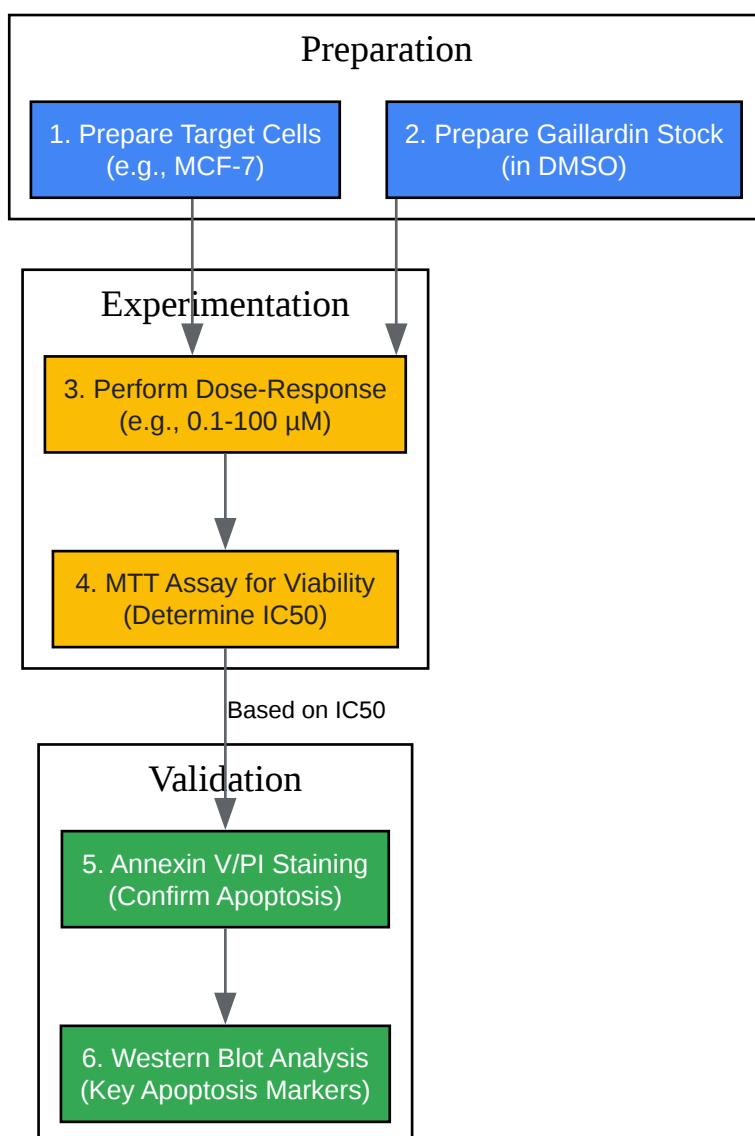 Preparation
1. Prepare Target Cells
(e.g., MCF-7)
2. Prepare Gaillardin Stock
(in DMSO)
Experimentation
3. Perform Dose-Response
(e.g., 0.1-100 µM)
4. MTT Assay for Viability
(Determine IC50)
Based on IC50
Validation
5. Annexin V/PI Staining
(Confirm Apoptosis)
6. Western Blot Analysis
(Key Apoptosis Markers)